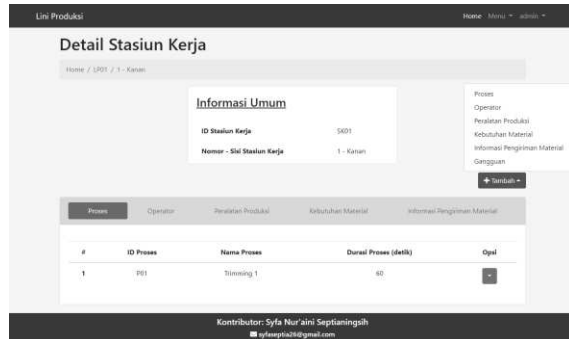 Lini Produksi
Home Menu admin
Detail Stasiun Kerja
Home / LP01 / 1 - Kanan
Informasi Umum
ID Stasiun Kerja SK01
Nomor - Sisi Stasiun Kerja 1 - Kanan
Proses
Operator
Peralatan Produksi
Kebutuhan Material
Informasi Pengiriman Material
Gangguan
+ Tambah
Proses Operator Peralatan Produksi Kebutuhan Material Informasi Pengiriman Material
# ID Proses Nama Proses Durasi Proses (detik) Opsi
1 P01 Trimming 1 60
Kontributor: Syfa Nur'aini Septianingsih
syfaseptia26@gmail.com